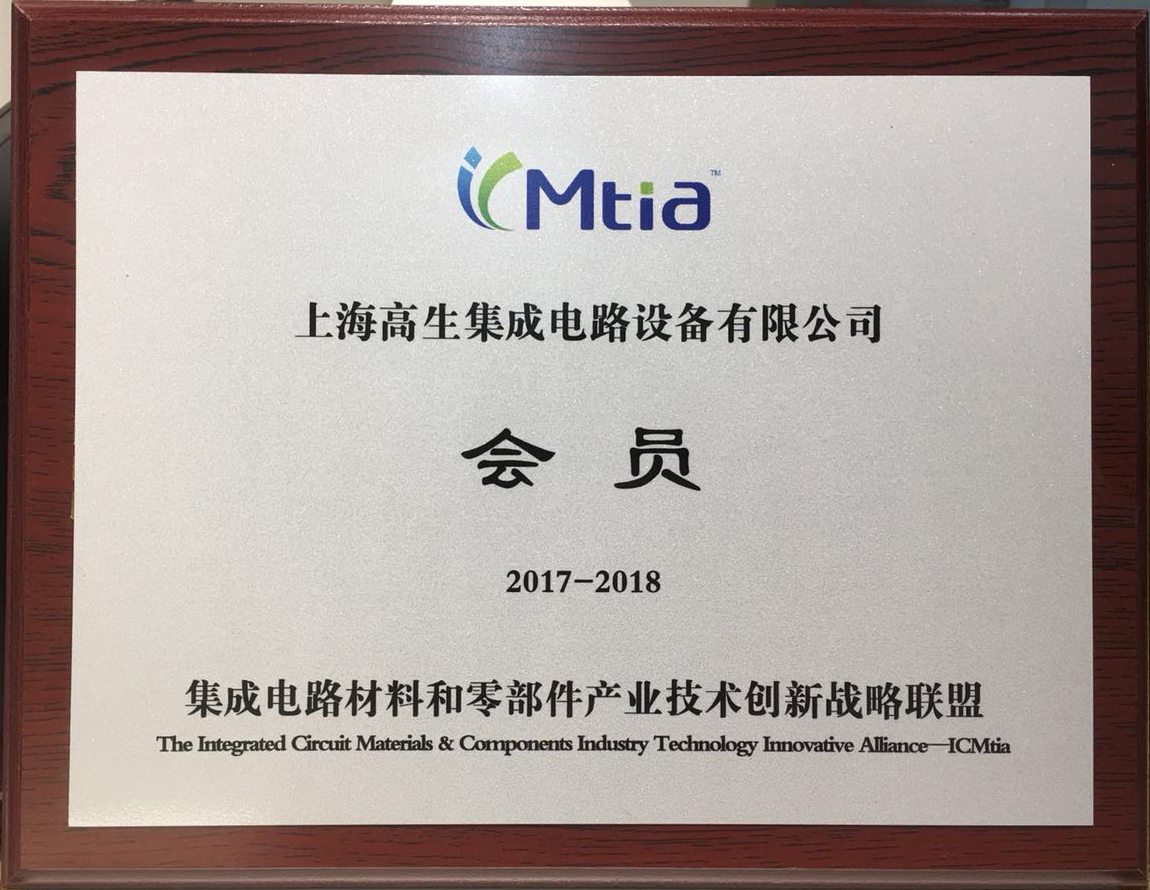 ICMtia™
上海高生集成电路设备有限公司
会 员
2017-2018
集成电路材料和零部件产业技术创新战略联盟
The Integrated Circuit Materials & Components Industry Technology Innovative Alliance—ICMtia